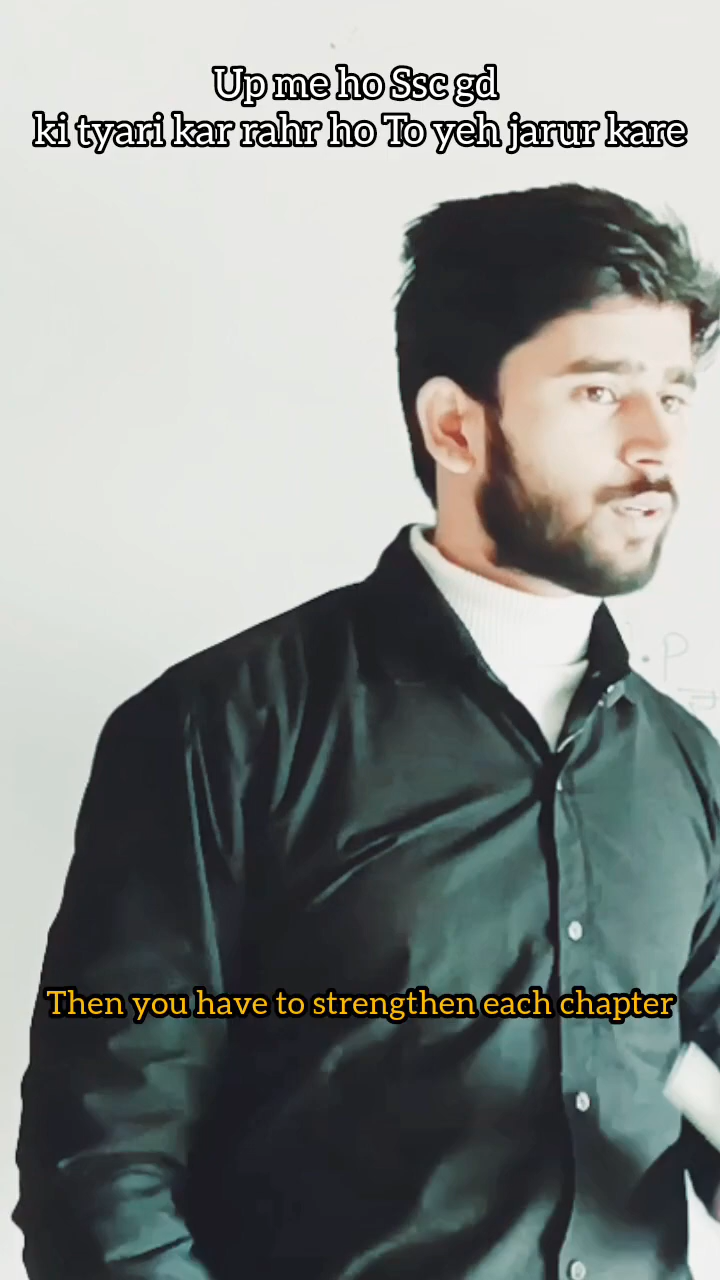 Up me ho Ssc gd
ki tyari kar rahr ho To yeh jarur kare
.P
Then you have to strengthen each chapter